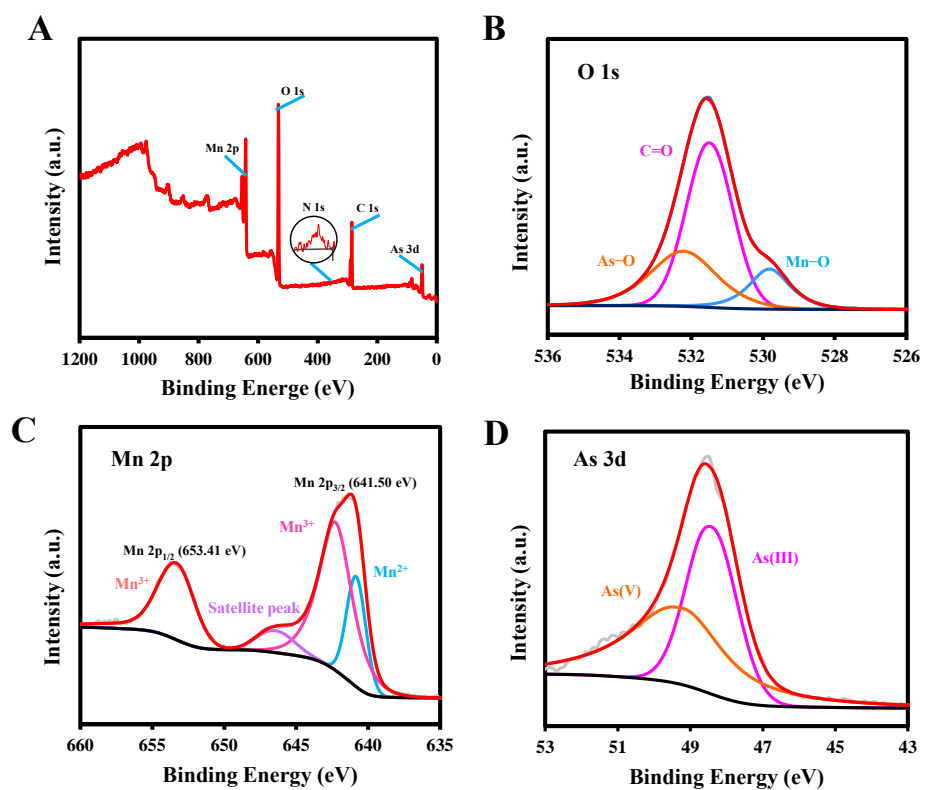 A
O 1s
Mn 2p
N 1s
C 1s
As 3d
Intensity (a.u.)
1200 1000 800 600 400 200 0
Binding Energe (eV)
B
O 1s
C=O
As−O
Mn−O
Intensity (a.u.)
536 534 532 530 528 526
Binding Energy (eV)
C
Mn 2p
Mn 2p3/2 (641.50 eV)
Mn3+
Mn 2p1/2 (653.41 eV)
Mn3+
Mn2+
Satellite peak
Intensity (a.u.)
660 655 650 645 640 635
Binding Energy (eV)
D
As 3d
As(III)
As(V)
Intensity (a.u.)
53 51 49 47 45 43
Binding Energy (eV)